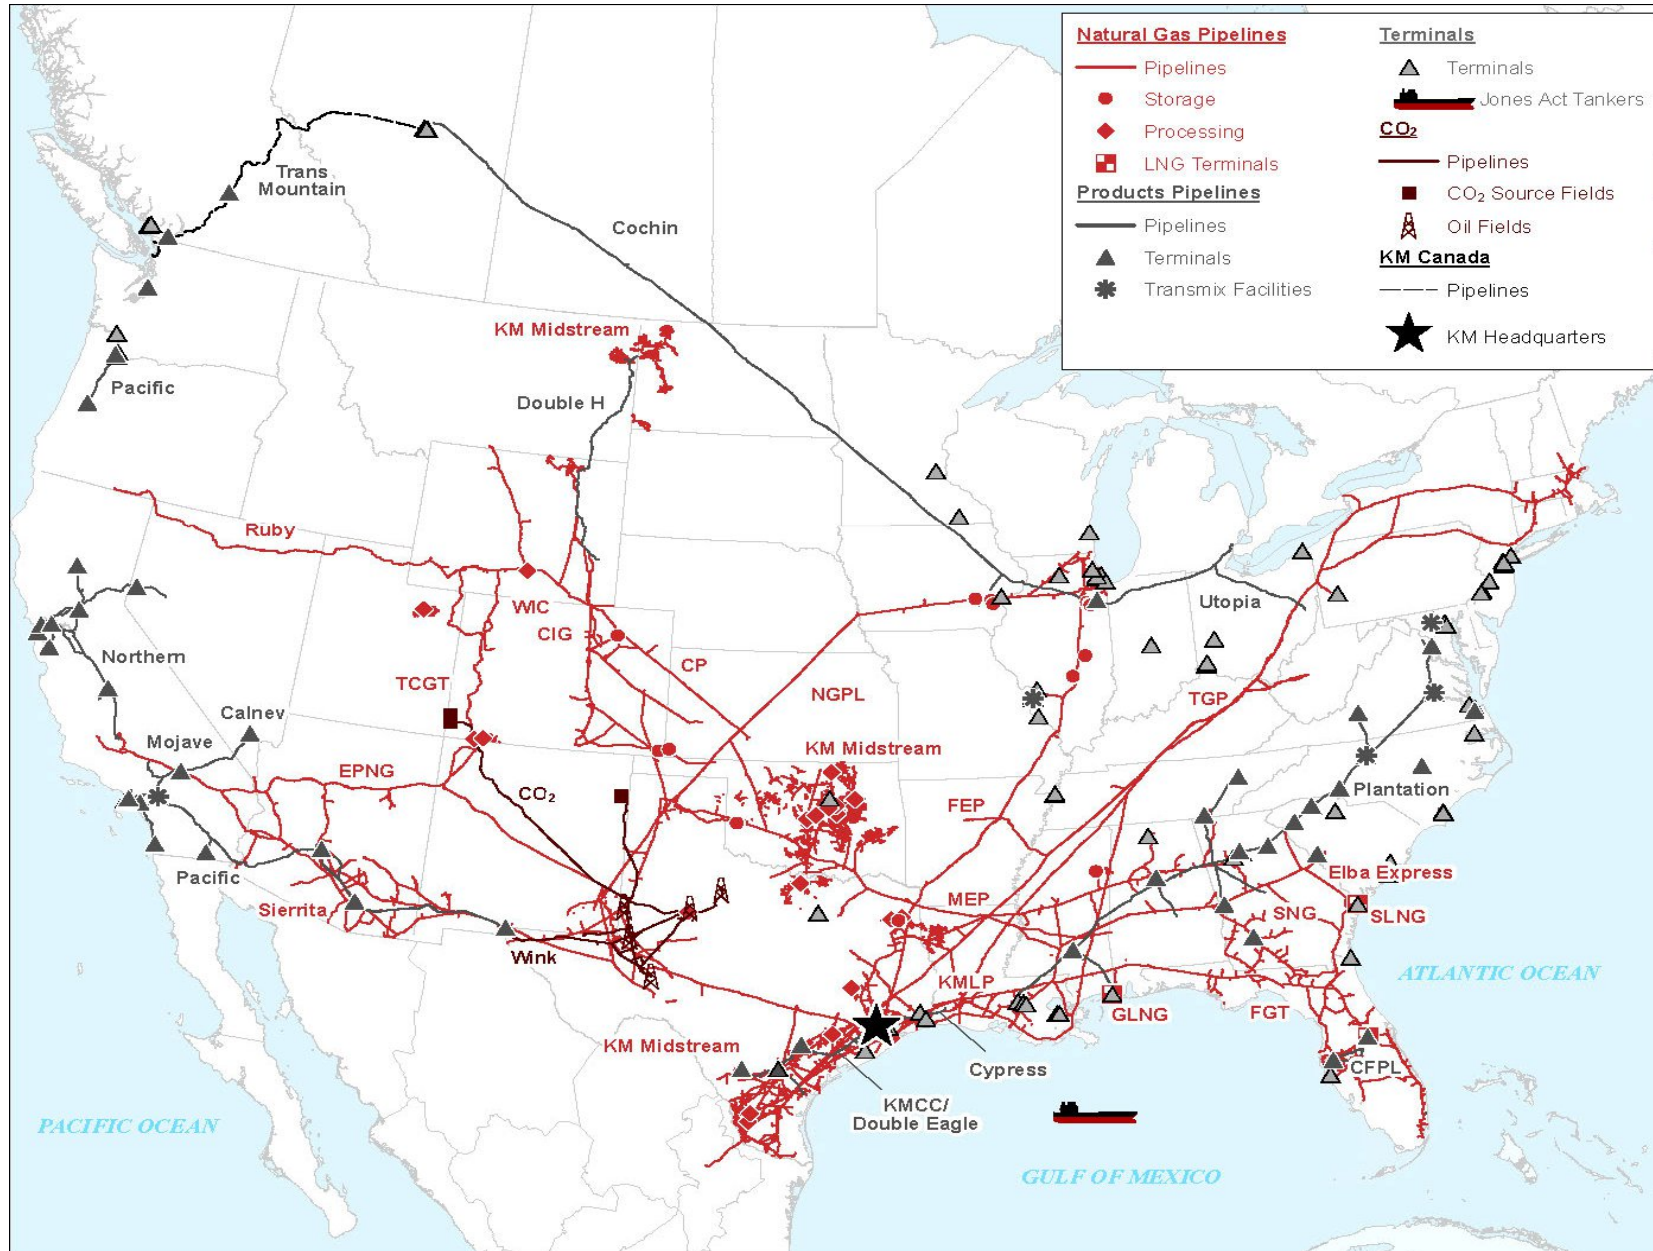 Natural Gas Pipelines
Pipelines
Storage
Processing
LNG Terminals
Products Pipelines
Pipelines
Terminals
Transmix Facilities
Terminals
Terminals
Jones Act Tankers
CO₂
Pipelines
CO₂ Source Fields
Oil Fields
KM Canada
Pipelines
KM Headquarters
Trans
Mountain
Cochin
KM Midstream
Pacific
Double H
Ruby
WIC
CIG
Utopia
Northern
CP
TCGT
NGPL
TGP
Calnev
Mojave
KM Midstream
EPNG
CO₂
FEP
Plantation
Pacific
Elba Express
Sierrita
MEP
SNG
SLNG
Wink
ATLANTIC OCEAN
KMLP
GLNG
FGT
KM Midstream
Cypress
CFPL
KMCC/
Double Eagle
PACIFIC OCEAN
GULF OF MEXICO